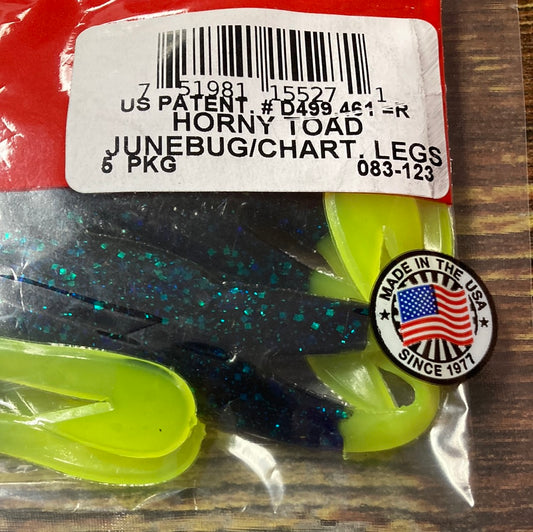 7 51981 15527 1
US PATENT. # D499.461 =R
HORNY TOAD
JUNEBUG/CHART. LEGS
5 PKG 083-123
MADE IN THE USA
SINCE 1977